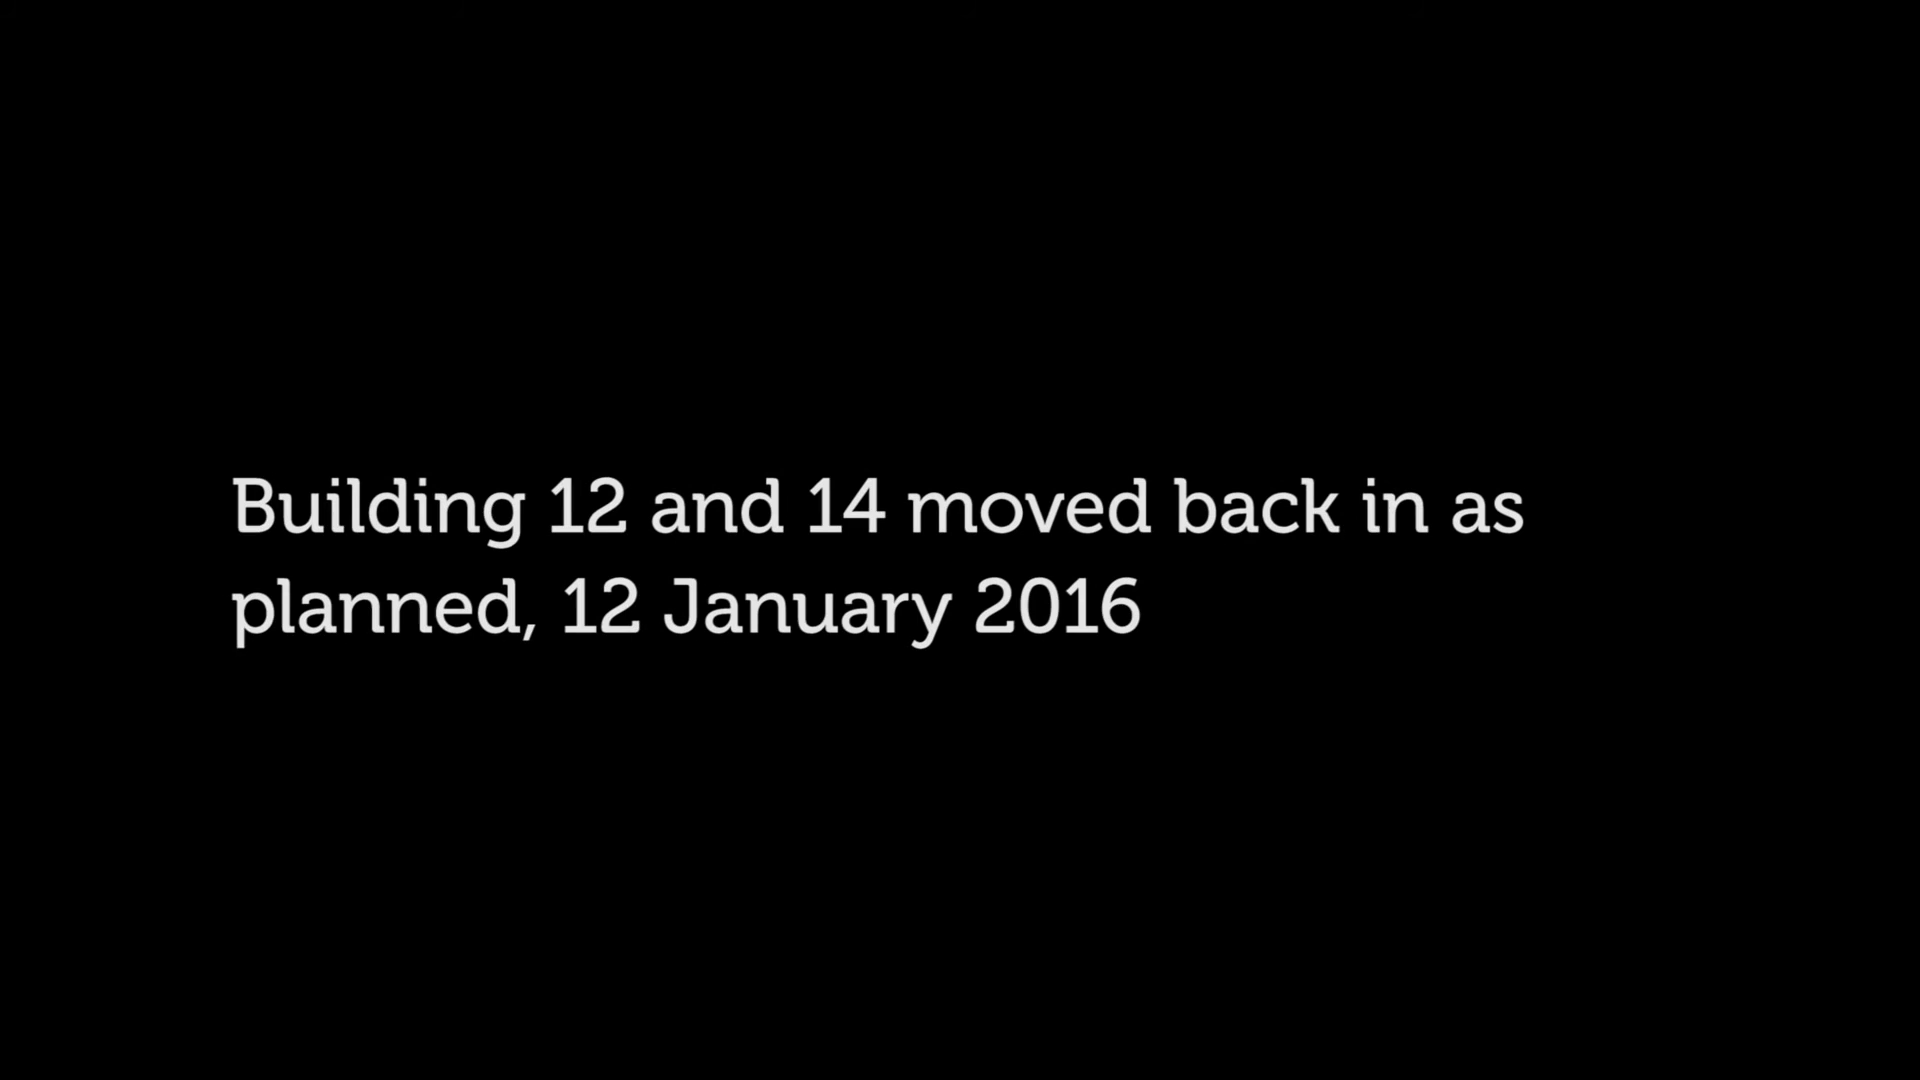 Building 12 and 14 moved back in as
planned, 12 January 2016